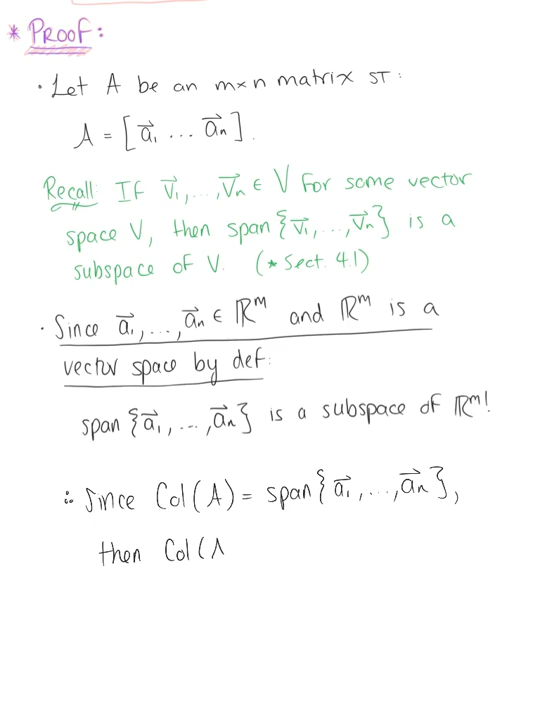 * PROOF:
· Let A be an m×n matrix ST:
A = [a⃗₁ ... a⃗ₙ].
Recall: If v⃗₁,...,v⃗ₙ ∈ V for some vector
space V, then span{v⃗₁,...,v⃗ₙ} is a
subspace of V. (* Sect. 4.1)
· Since a⃗₁,...,a⃗ₙ ∈ ℝᵐ and ℝᵐ is a
vector space by def:
span{a⃗₁,...,a⃗ₙ} is a subspace of ℝᵐ!
∴ Since Col(A) = span{a⃗₁,...,a⃗ₙ},
then Col(A